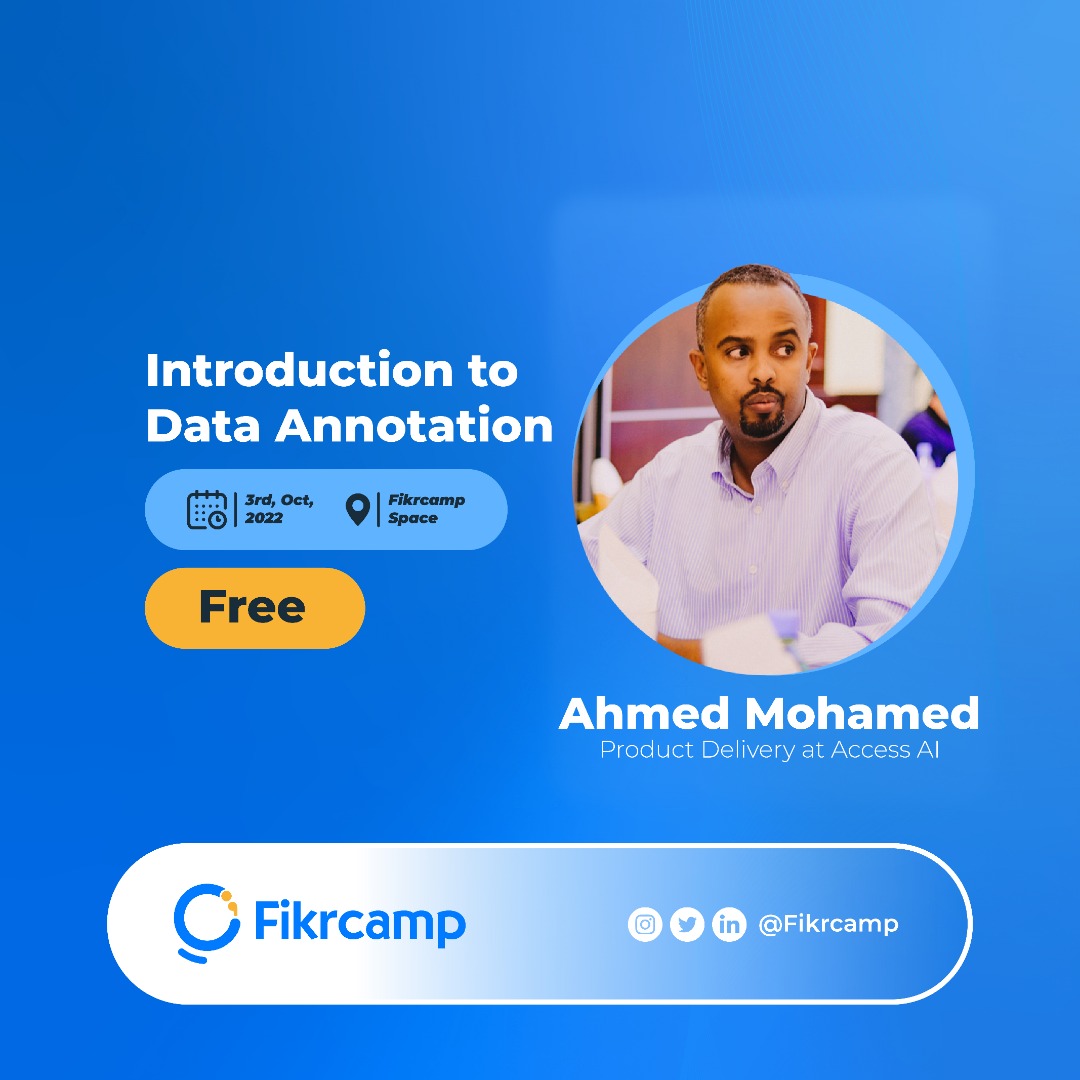 Introduction to
Data Annotation
3rd, Oct,
2022
Fikrcamp
Space
Free
Ahmed Mohamed
Product Delivery at Access AI
Fikrcamp
@Fikrcamp